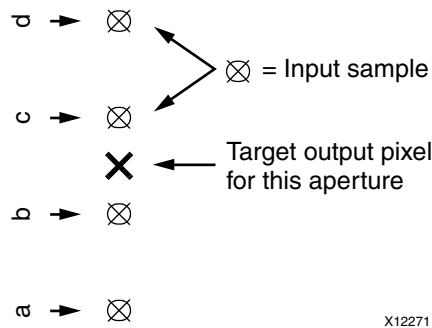 d
⊗ = Input sample
c
Target output pixel
for this aperture
b
a
X12271